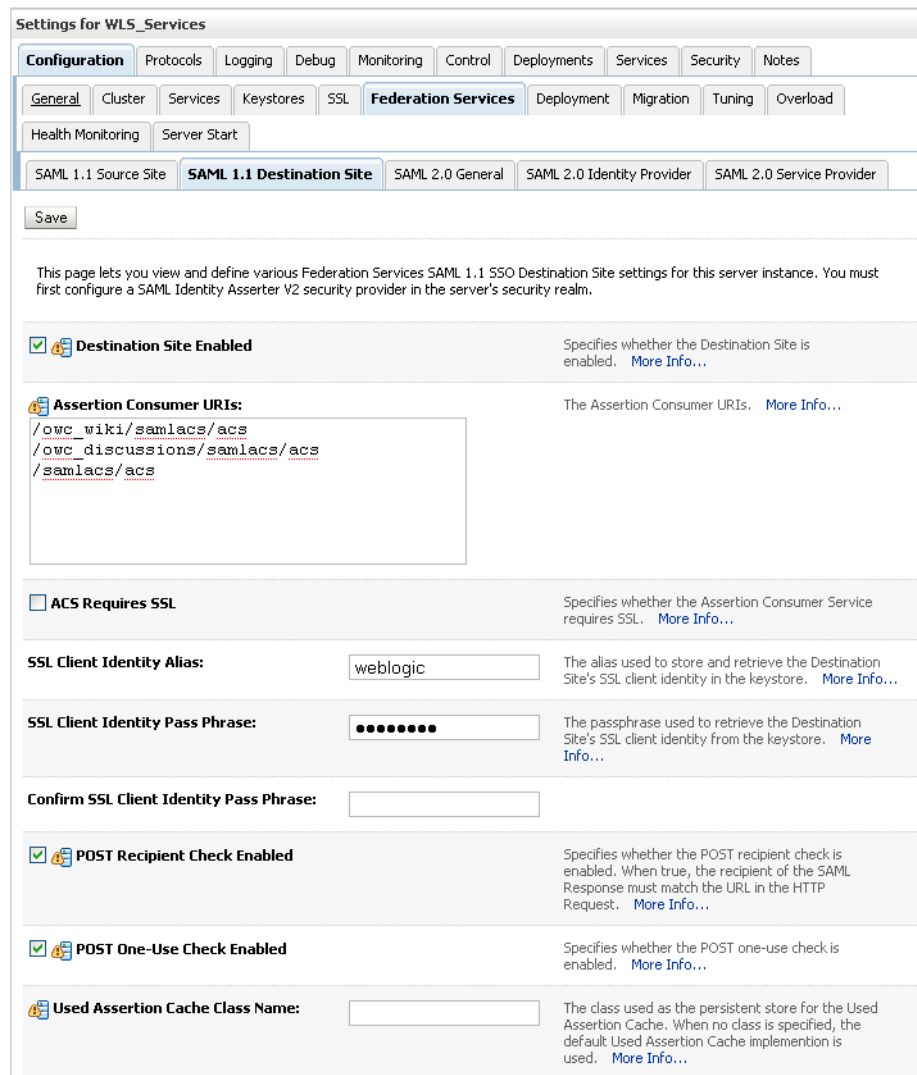 Settings for WLS_Services
Configuration Protocols Logging Debug Monitoring Control Deployments Services Security Notes
General Cluster Services Keystores SSL Federation Services Deployment Migration Tuning Overload
Health Monitoring Server Start
SAML 1.1 Source Site SAML 1.1 Destination Site SAML 2.0 General SAML 2.0 Identity Provider SAML 2.0 Service Provider
Save
This page lets you view and define various Federation Services SAML 1.1 SSO Destination Site settings for this server instance. You must
first configure a SAML Identity Asserter V2 security provider in the server's security realm.
Destination Site Enabled
Specifies whether the Destination Site is
enabled. More Info...
Assertion Consumer URIs:
The Assertion Consumer URIs. More Info...
/owc_wiki/samlacs/acs
/owc_discussions/samlacs/acs
/samlacs/acs
ACS Requires SSL
Specifies whether the Assertion Consumer Service
requires SSL. More Info...
SSL Client Identity Alias:
weblogic
The alias used to store and retrieve the Destination
Site's SSL client identity in the keystore. More Info...
SSL Client Identity Pass Phrase:
••••••••
The passphrase used to retrieve the Destination
Site's SSL client identity from the keystore. More
Info...
Confirm SSL Client Identity Pass Phrase:
POST Recipient Check Enabled
Specifies whether the POST recipient check is
enabled. When true, the recipient of the SAML
Response must match the URL in the HTTP
Request. More Info...
POST One-Use Check Enabled
Specifies whether the POST one-use check is
enabled. More Info...
Used Assertion Cache Class Name:
The class used as the persistent store for the Used
Assertion Cache. When no class is specified, the
default Used Assertion Cache implemention is
used. More Info...